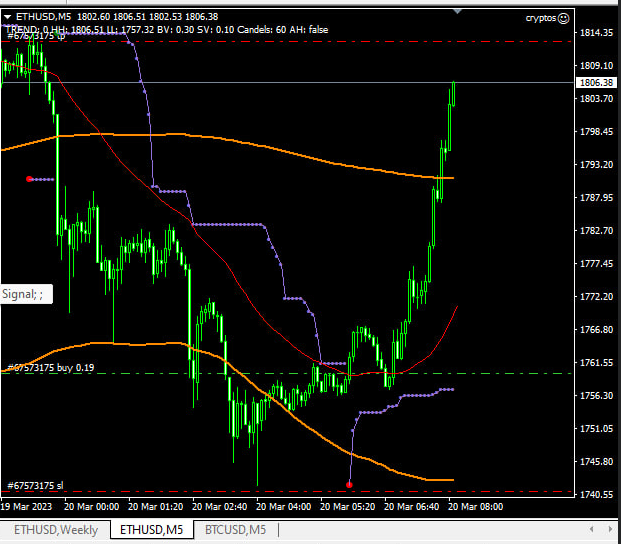 ETHUSD,M5 1802.60 1806.51 1802.53 1806.38
cryptos
TREND: 0 HH: 1806.51 LL: 1757.32 BV: 0.30 SV: 0.10 Candels: 60 AH: false
#67573175 tp
1814.35
1809.10
1806.38
1803.70
1798.45
1793.20
1787.95
1782.70
1777.45
Signal; ;
1772.20
1766.80
1761.55
#67573175 buy 0.19
1756.30
1751.05
1745.80
#67573175 sl
1740.55
19 Mar 2023 20 Mar 00:00 20 Mar 01:20 20 Mar 02:40 20 Mar 04:00 20 Mar 05:20 20 Mar 06:40 20 Mar 08:00
ETHUSD,Weekly ETHUSD,M5 BTCUSD,M5